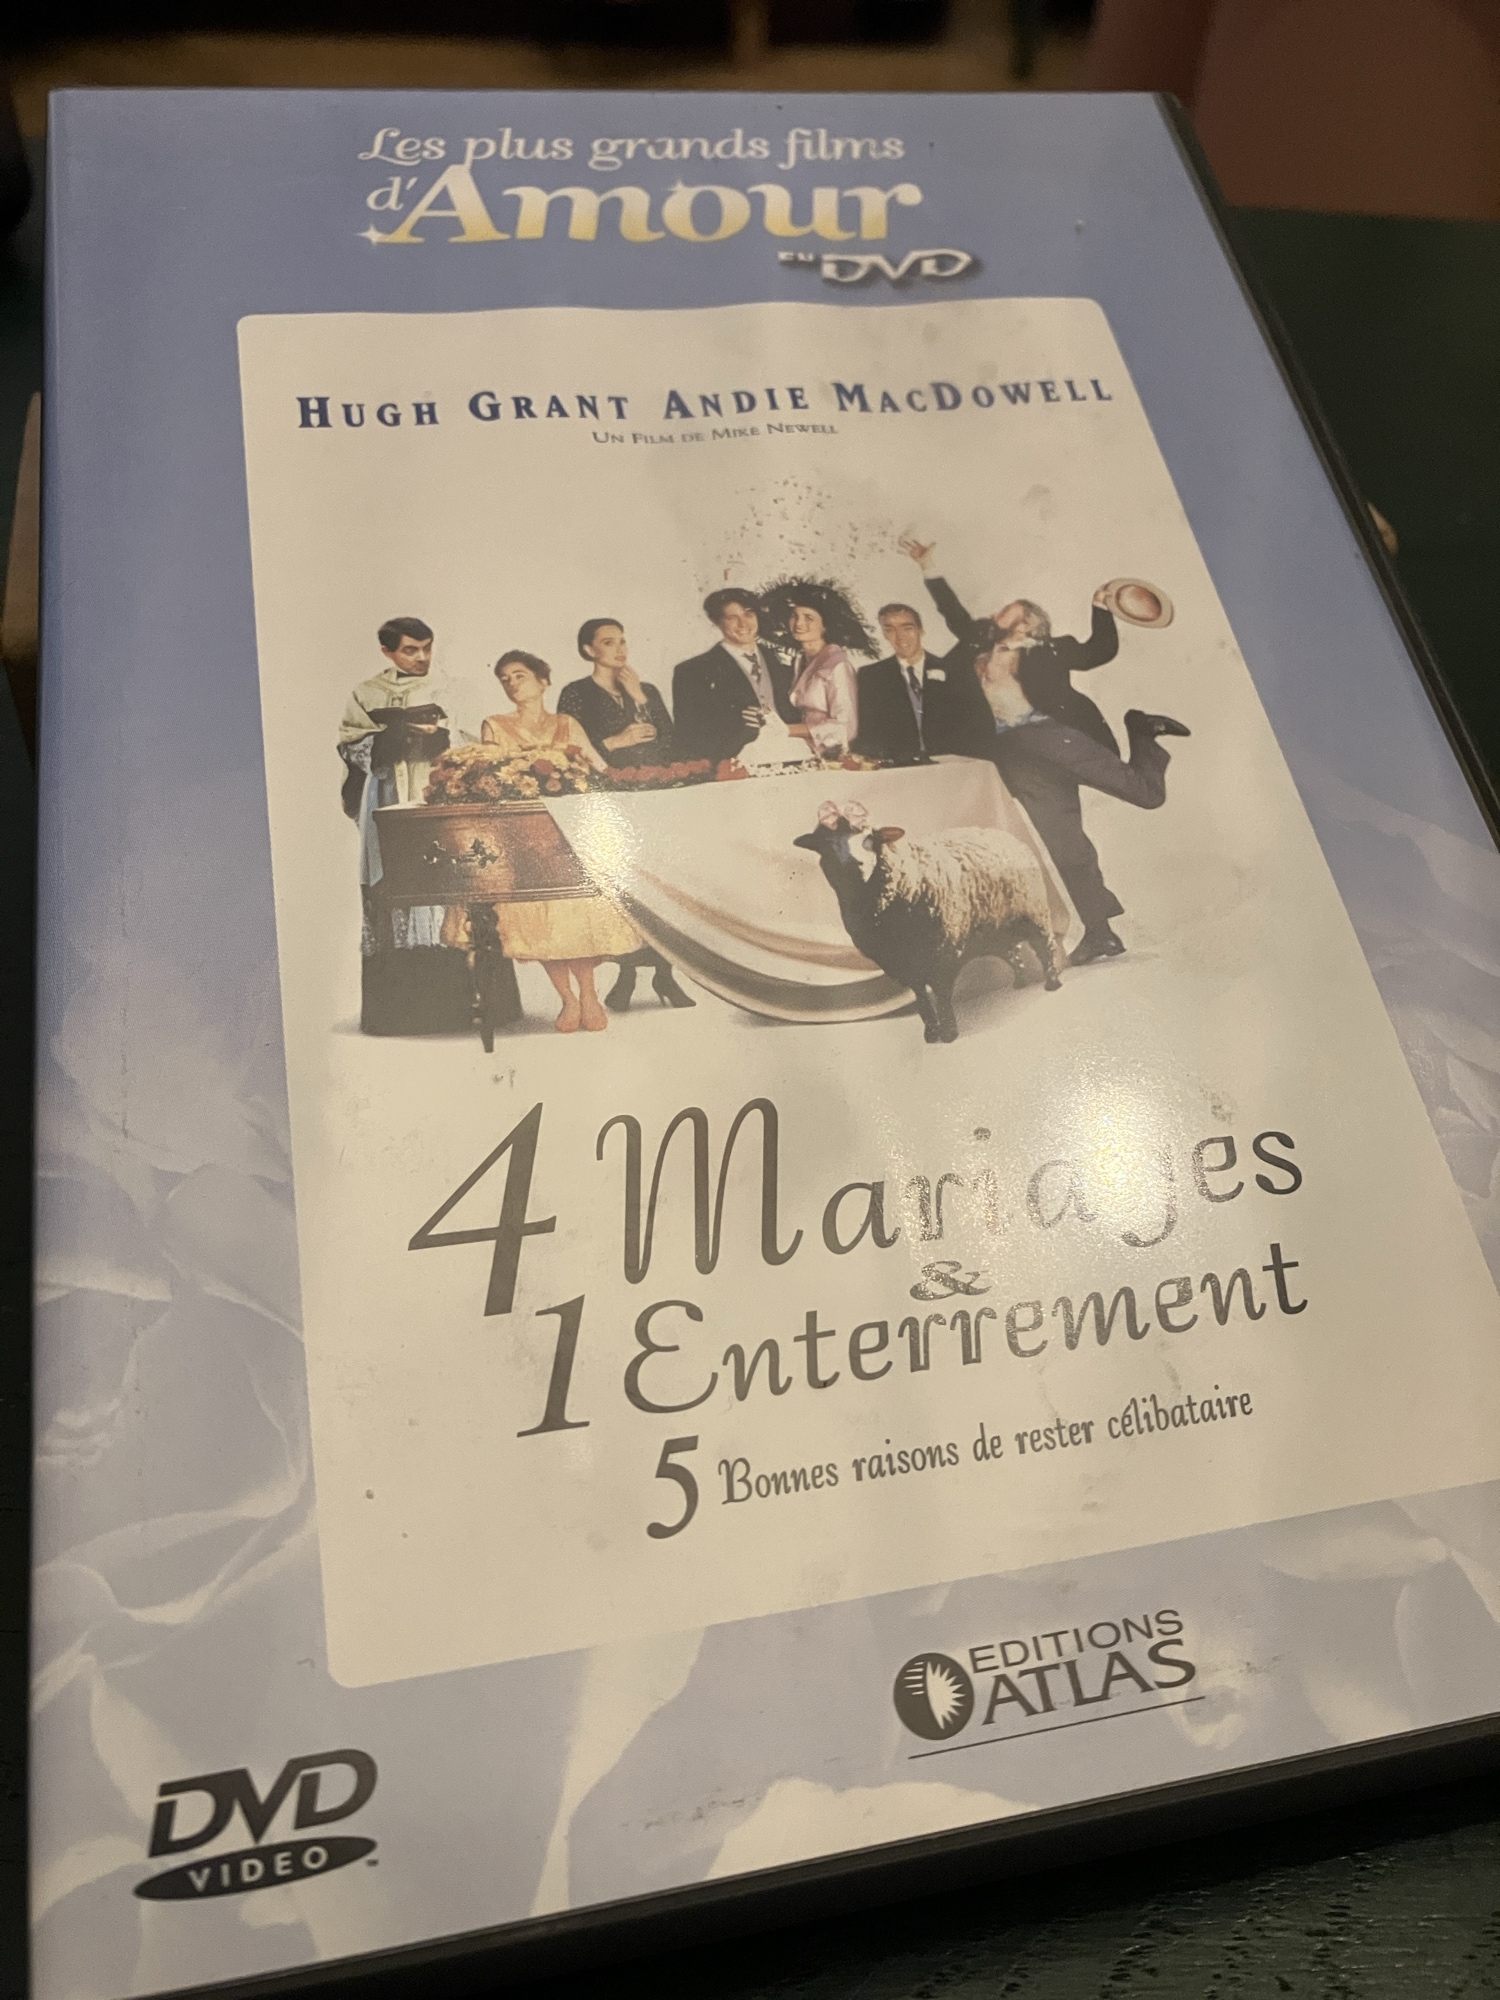 Les plus grands films
d'Amour
EN DVD
HUGH GRANT ANDIE MACDOWELL
UN FILM DE MIKE NEWELL
4 Mariages
&
1 Enterrement
5 Bonnes raisons de rester célibataire
EDITIONS
ATLAS
DVD
VIDEO